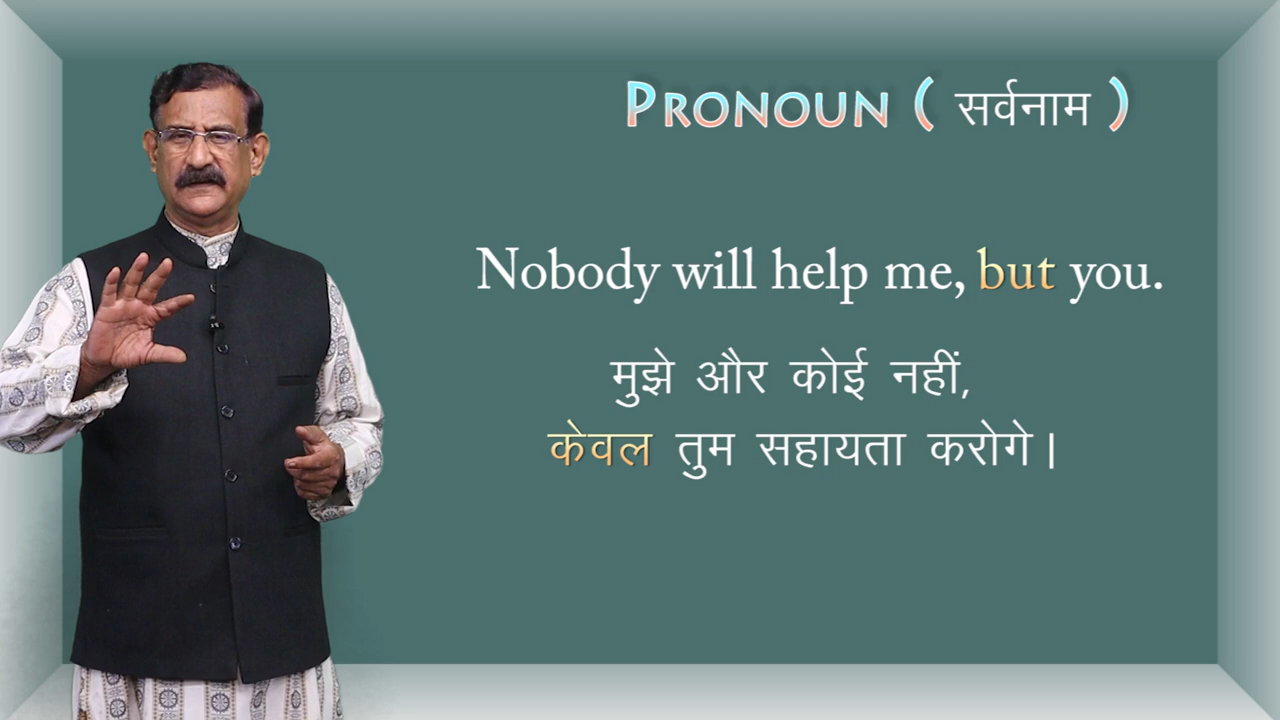 PRONOUN ( सर्वनाम )
Nobody will help me, but you.
मुझे और कोई नहीं,
केवल तुम सहायता करोगे।